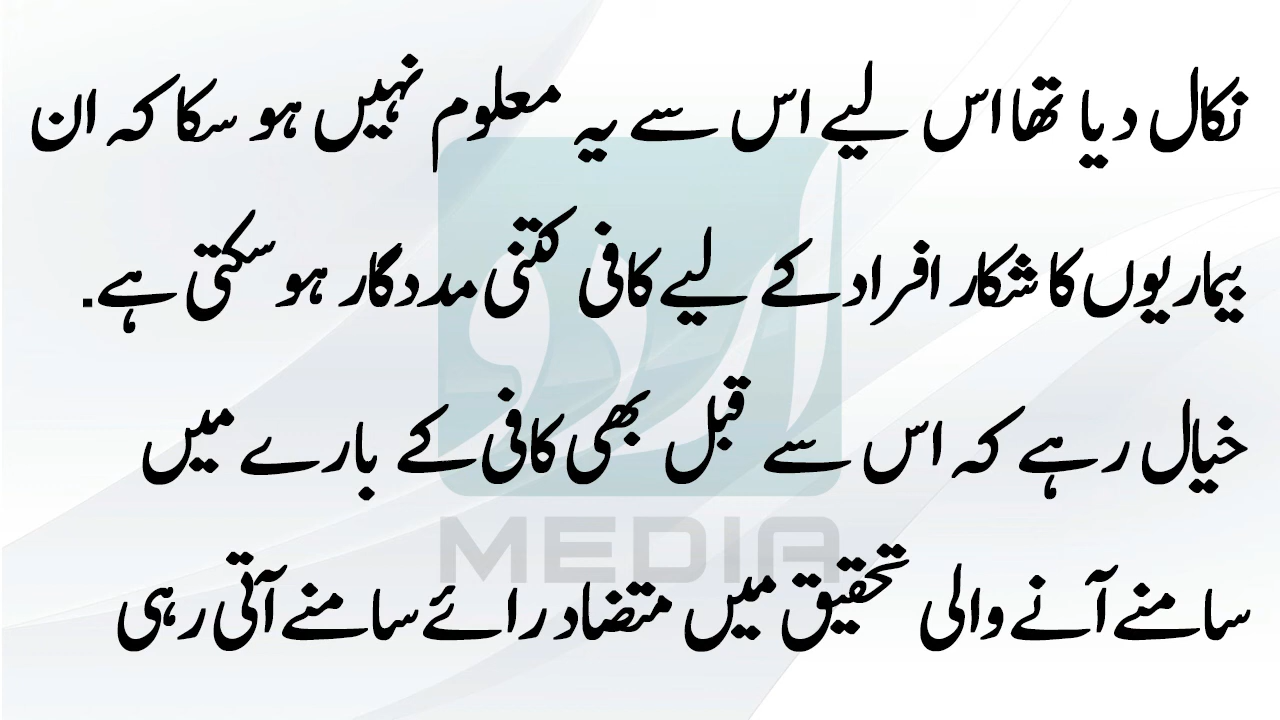 نکال دیا تھا اس لیے اس سے یہ معلوم نہیں ہو سکا کہ ان
بیماریوں کا شکار افراد کے لیے کافی کتنی مددگار ہو سکتی ہے.
خیال رہے کہ اس سے قبل بھی کافی کے بارے میں
سامنے آنے والی تحقیق میں متضاد رائے سامنے آتی رہی
اردو
MEDIA